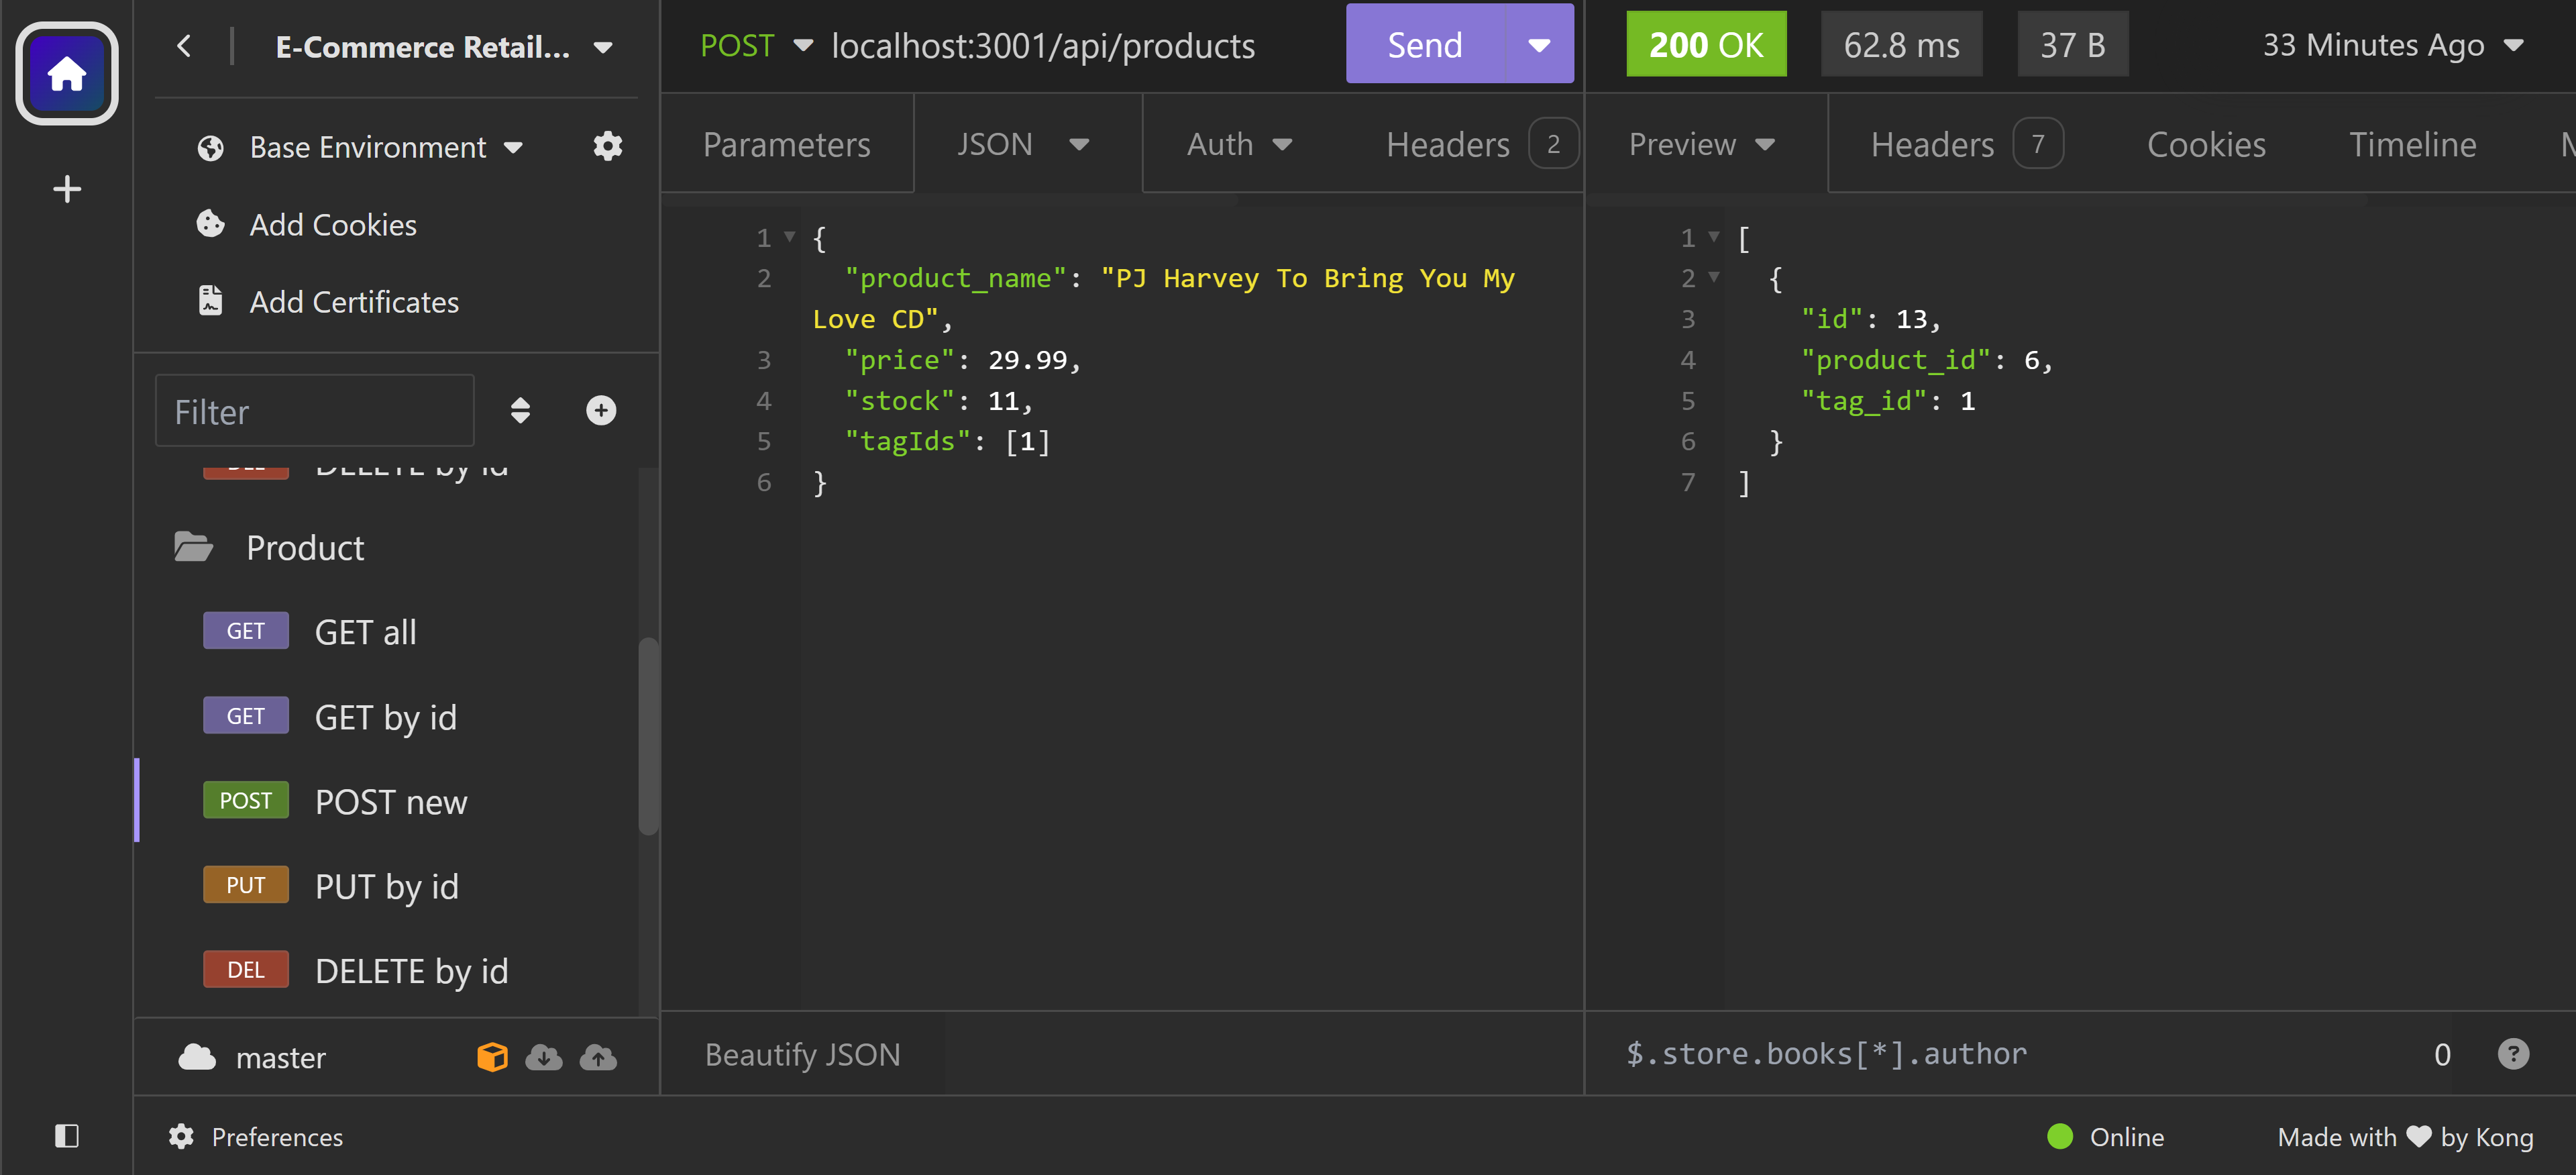 E-Commerce Retail...
Base Environment
Add Cookies
Add Certificates
Filter
DEL DELETE by id
Product
GET GET all
GET GET by id
POST POST new
PUT PUT by id
DEL DELETE by id
master
Preferences
POST localhost:3001/api/products Send
Parameters JSON Auth Headers 2
1 {
2 "product_name": "PJ Harvey To Bring You My
Love CD",
3 "price": 29.99,
4 "stock": 11,
5 "tagIds": [1]
6 }
Beautify JSON
200 OK 62.8 ms 37 B 33 Minutes Ago
Preview Headers 7 Cookies Timeline
1 [
2 {
3 "id": 13,
4 "product_id": 6,
5 "tag_id": 1
6 }
7 ]
$.store.books[*].author 0 ?
Online Made with ❤ by Kong